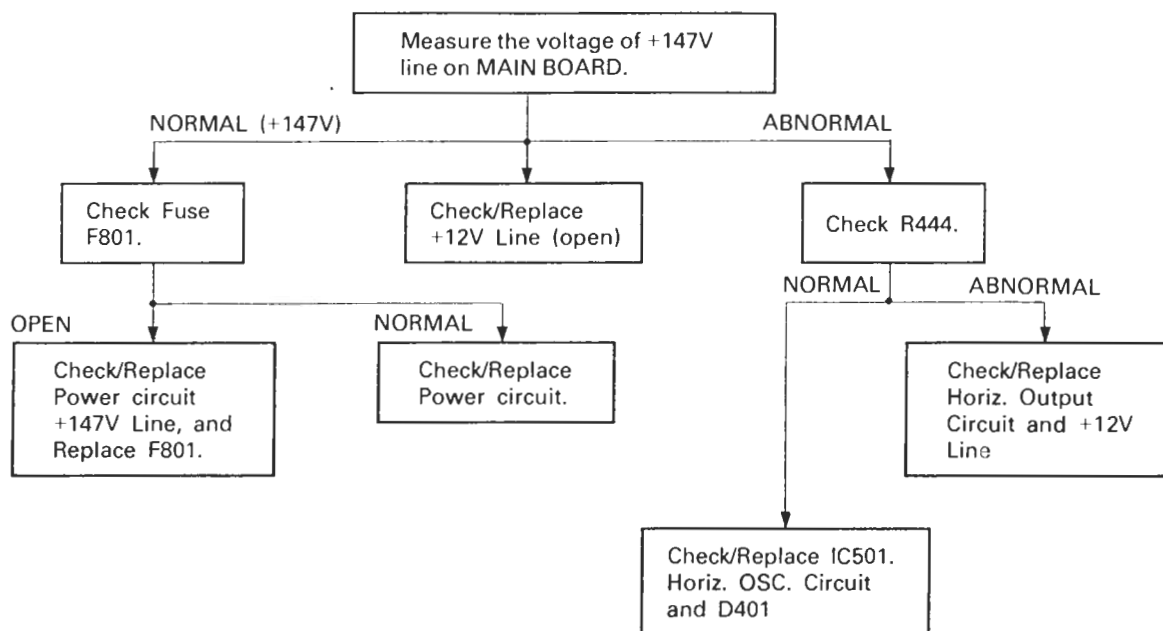 Measure the voltage of +147V
line on MAIN BOARD.
NORMAL (+147V)
ABNORMAL
Check Fuse
F801.
Check/Replace
+12V Line (open)
Check R444.
OPEN
NORMAL
NORMAL
ABNORMAL
Check/Replace
Power circuit
+147V Line, and
Replace F801.
Check/Replace
Power circuit.
Check/Replace
Horiz. Output
Circuit and +12V
Line
Check/Replace IC501.
Horiz. OSC. Circuit
and D401